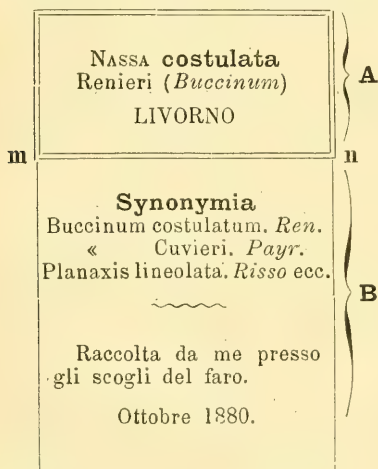 NASSA costulata
Renieri (Buccinum)
LIVORNO
A
m n
Synonymia
Buccinum costulatum. Ren.
« Cuvieri. Payr.
Planaxis lineolata. Risso ecc.
B
Raccolta da me presso
gli scogli del faro.
Ottobre 1880.